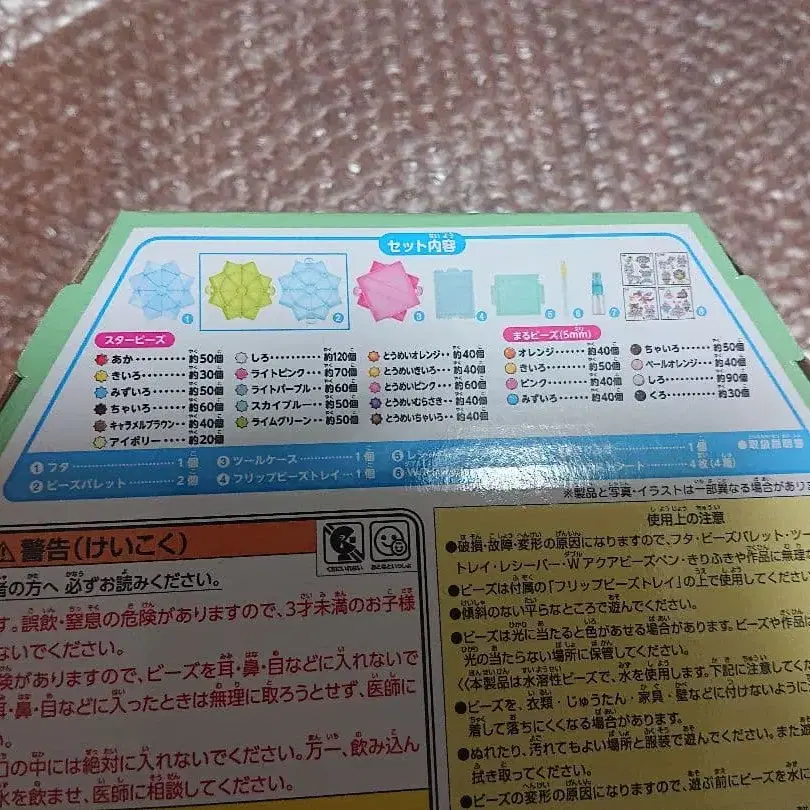 セット内容
スタービーズ
あか 約50個
きいろ 約30個
みずいろ 約50個
ちゃいろ 約60個
キャラメルブラウン 約40個
アイボリー 約20個
しろ 約120個
ライトピンク 約70個
ライトパープル 約60個
スカイブルー 約50個
ライムグリーン 約50個
とうめいオレンジ 約40個
とうめいきいろ 約40個
とうめいピンク 約60個
とうめいむらさき 約40個
とうめいちゃいろ 約40個
まるビーズ(5mm)
オレンジ 約40個
きいろ 約50個
ピンク 約50個
みずいろ 約40個
ちゃいろ 約50個
ペールオレンジ 約40個
しろ 約90個
くろ 約30個
①フタ 1個
②ビーズパレット 2個
③ツールケース 1個
④フリップビーズトレイ 1個
1個
ート 4枚(4種)
●取扱説明書
※製品と写真・イラストは一部異なる場合があり
警告(けいこく)
者の方へ 必ずお読みください。
す。誤飲・窒息の危険がありますので、3才未満のお子様
ないでください。
険がありますので、ビーズを耳・鼻・目などに入れないで
耳・鼻・目などに入ったときは無理に取ろうとせず、医師に
い。
口の中には絶対に入れないでください。万一、飲み込ん
水を飲ませ、医師に相談してください。
使用上の注意
●破損・故障・変形の原因になりますので、フタ・ビーズパレット・ツー
トレイ・レシーバー・Wアクアビーズペン・きりふきや作品に無理な
●ビーズは付属の「フリップビーズトレイ」の上で使用してくださ
●傾斜のない平らなところで遊んでください。
●ビーズは光に当たると色があせる場合があります。ビーズや作品は
光の当たらない場所に保管してください。
<<本製品は水溶性ビーズで、水を使用します。下記に注意してくだ
●ビーズを、衣類・じゅうたん・家具・壁などに付けないように
着して落ちにくくなる場合があります。
●ぬれたり、汚れてもよい場所と服装で遊んでください。また遊
拭き取ってください。
●ビーズの変形の原因になりますので、遊ぶ前にビーズを水に